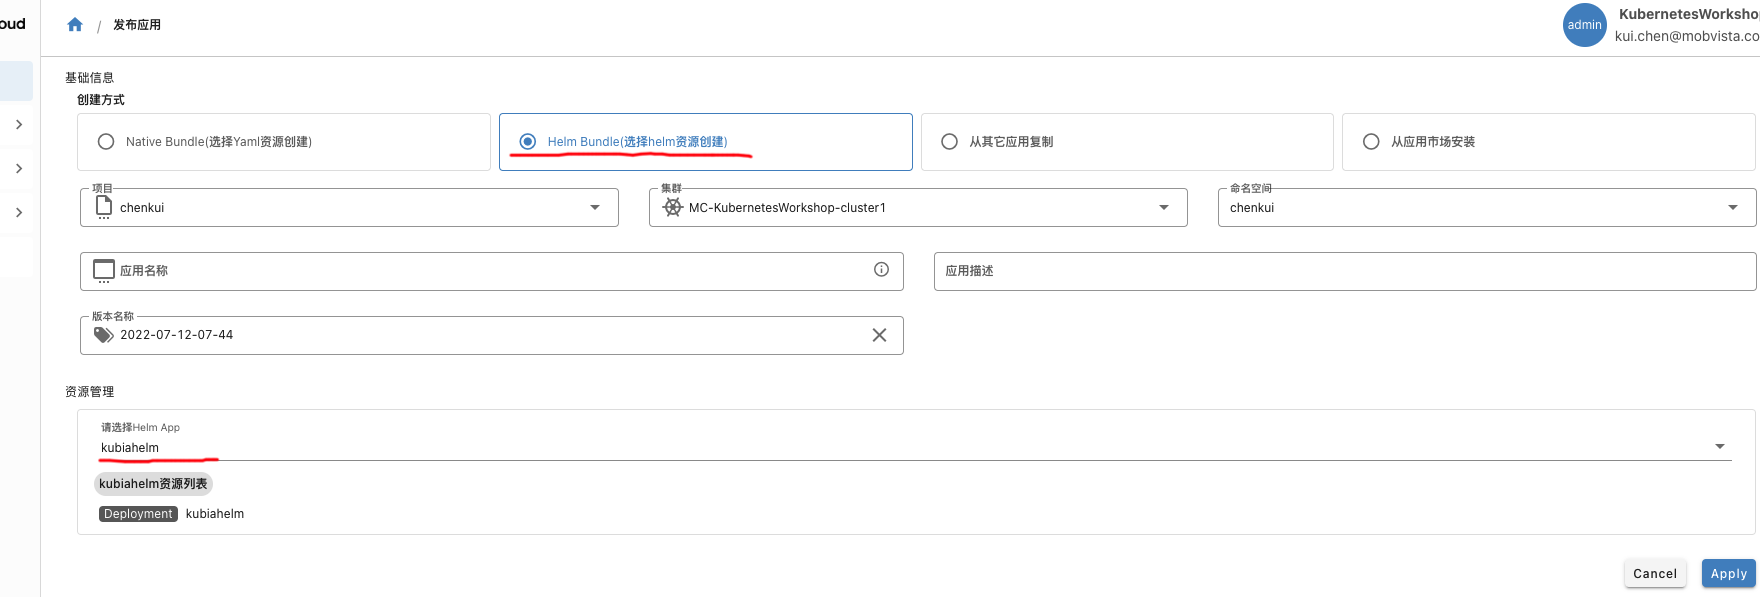 oud
/ 发布应用
admin
KubernetesWorksho
kui.chen@mobvista.co
基础信息
创建方式
Native Bundle(选择Yaml资源创建)
Helm Bundle(选择helm资源创建)
从其它应用复制
从应用市场安装
项目
chenkui
集群
MC-KubernetesWorkshop-cluster1
命名空间
chenkui
应用名称
应用描述
版本名称
2022-07-12-07-44
资源管理
请选择Helm App
kubiahelm
kubiahelm资源列表
Deployment kubiahelm
Cancel
Apply